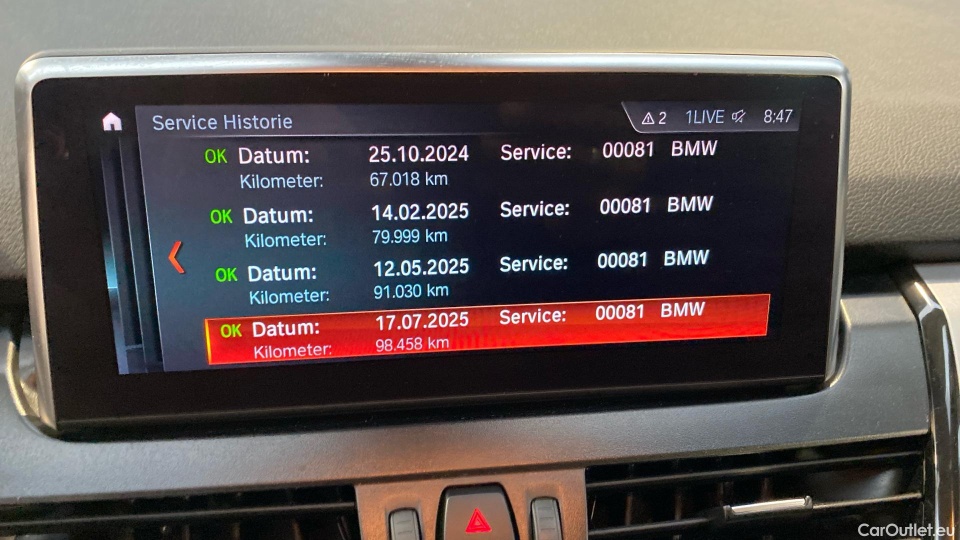 Service Historie
2 1LIVE 8:47
OK Datum: 25.10.2024 Service: 00081 BMW
Kilometer: 67.018 km
OK Datum: 14.02.2025 Service: 00081 BMW
Kilometer: 79.999 km
OK Datum: 12.05.2025 Service: 00081 BMW
Kilometer: 91.030 km
OK Datum: 17.07.2025 Service: 00081 BMW
Kilometer: 98.458 km
CarOutlet.eu